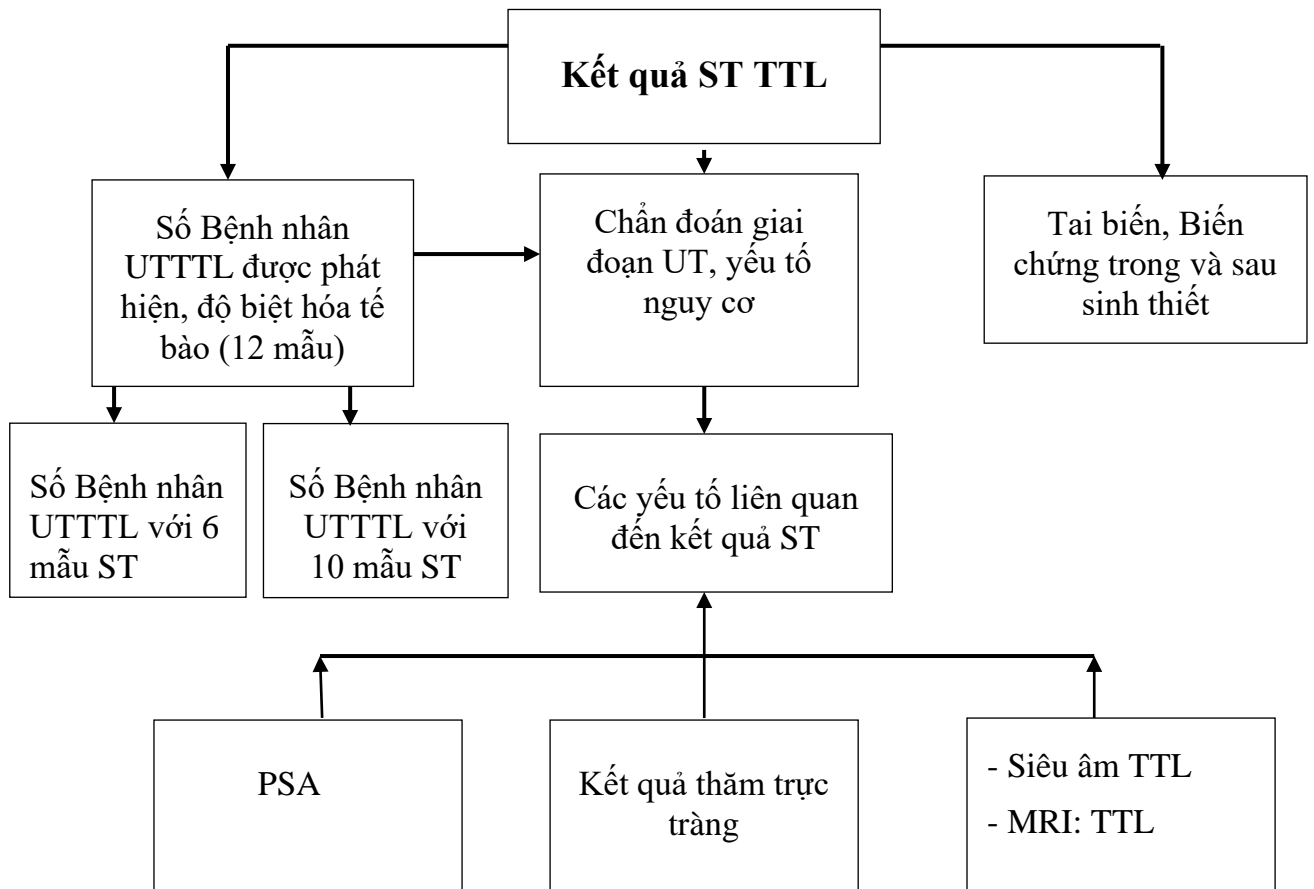 Kết quả ST TTL
Số Bệnh nhân
UTTTL được phát
hiện, độ biệt hóa tế
bào (12 mẫu)
Chẩn đoán giai
đoạn UT, yếu tố
nguy cơ
Tai biến, Biến
chứng trong và sau
sinh thiết
Số Bệnh nhân
UTTTL với 6
mẫu ST
Số Bệnh nhân
UTTTL với
10 mẫu ST
Các yếu tố liên quan
đến kết quả ST
PSA
Kết quả thăm trực
tràng
- Siêu âm TTL
- MRI: TTL